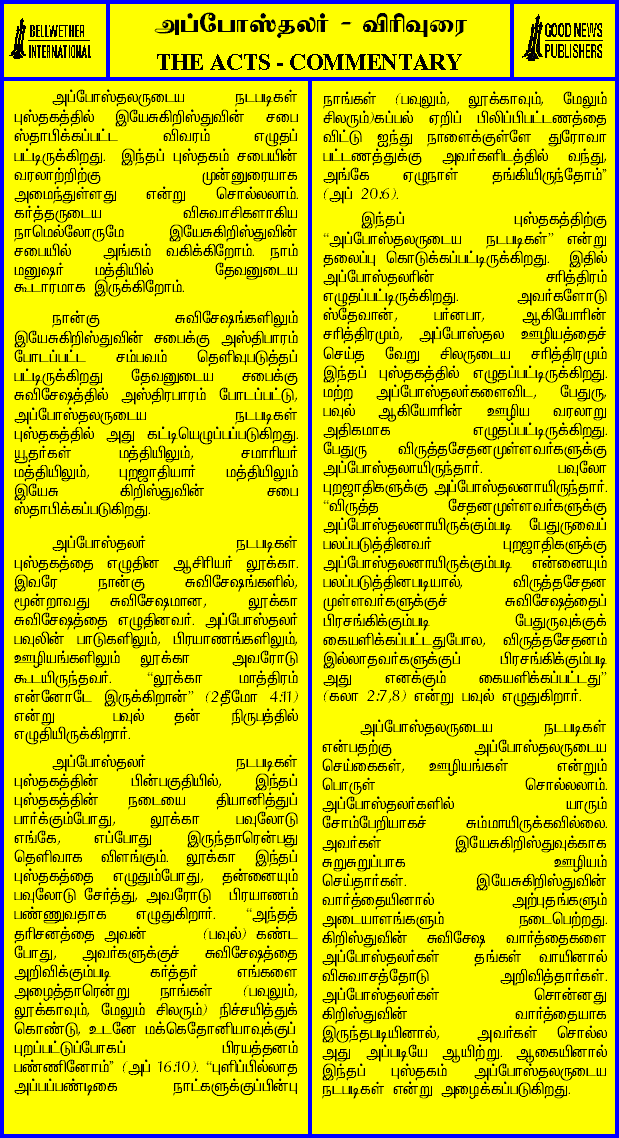 BELLWETHER
INTERNATIONAL
அப்போஸ்தலர் - விரிவுரை
THE ACTS - COMMENTARY
GOOD NEWS
PUBLISHERS
அப்போஸ்தலருடைய நடபடிகள்
புஸ்தகத்தில் இயேசுகிறிஸ்துவின் சபை
ஸ்தாபிக்கப்பட்ட விவரம் எழுதப்
பட்டிருக்கிறது. இந்தப் புஸ்தகம் சபையின்
வரலாற்றிற்கு முன்னுரையாக
அமைந்துள்ளது என்று சொல்லலாம்.
கர்த்தருடைய விசுவாசிகளாகிய
நாமெல்லோருமே இயேசுகிறிஸ்துவின்
சபையில் அங்கம் வகிக்கிறோம். நாம்
மனுஷர் மத்தியில் தேவனுடைய
கூடாரமாக இருக்கிறோம்.
நான்கு சுவிசேஷங்களிலும்
இயேசுகிறிஸ்துவின் சபைக்கு அஸ்திபாரம்
போடப்பட்ட சம்பவம் தெளிவுபடுத்தப்
பட்டிருக்கிறது தேவனுடைய சபைக்கு
சுவிசேஷத்தில் அஸ்திரபாரம் போடப்பட்டு,
அப்போஸ்தலருடைய நடபடிகள்
புஸ்தகத்தில் அது கட்டியெழுப்பப்படுகிறது.
யூதர்கள் மத்தியிலும், சமாரியர்
மத்தியிலும், புறஜாதியார் மத்தியிலும்
இயேசு கிறிஸ்துவின் சபை
ஸ்தாபிக்கப்படுகிறது.
அப்போஸ்தலர் நடபடிகள்
புஸ்தகத்தை எழுதின ஆசிரியர் லூக்கா.
இவரே நான்கு சுவிசேஷங்களில்,
மூன்றாவது சுவிசேஷமான, லூக்கா
சுவிசேஷத்தை எழுதினவர். அப்போஸ்தலர்
பவுலின் பாடுகளிலும், பிரயாணங்களிலும்,
ஊழியங்களிலும் லூக்கா அவரோடு
கூடயிருந்தவர். “லூக்கா மாத்திரம்
என்னோடே இருக்கிறான்” (2தீமோ 4:11)
என்று பவுல் தன் நிருபத்தில்
எழுதியிருக்கிறார்.
அப்போஸ்தலர் நடபடிகள்
புஸ்தகத்தின் பின்பகுதியில், இந்தப்
புஸ்தகத்தின் நடையை தியானித்துப்
பார்க்கும்போது, லூக்கா பவுலோடு
எங்கே, எப்போது இருந்தாரென்பது
தெளிவாக விளங்கும். லூக்கா இந்தப்
புஸ்தகத்தை எழுதும்போது, தன்னையும்
பவுலோடு சேர்த்து, அவரோடு பிரயாணம்
பண்ணுவதாக எழுதுகிறார். “அந்தத்
தரிசனத்தை அவன் (பவுல்) கண்ட
போது, அவர்களுக்குச் சுவிசேஷத்தை
அறிவிக்கும்படி கர்த்தர் எங்களை
அழைத்தாரென்று நாங்கள் (பவுலும்,
லூக்காவும், மேலும் சிலரும்) நிச்சயித்துக்
கொண்டு, உடனே மக்கெதோனியாவுக்குப்
புறப்பட்டுப்போகப் பிரயத்தனம்
பண்ணினோம்” (அப் 16:10). “புளிப்பில்லாத
அப்பப்பண்டிகை நாட்களுக்குப்பின்பு
நாங்கள் (பவுலும், லூக்காவும், மேலும்
சிலரும்)கப்பல் ஏறிப் பிலிப்பிபட்டணத்தை
விட்டு ஐந்து நாளைக்குள்ளே துரோவா
பட்டணத்துக்கு அவர்களிடத்தில் வந்து,
அங்கே ஏழுநாள் தங்கியிருந்தோம்”
(அப் 20:6).
இந்தப் புஸ்தகத்திற்கு
“அப்போஸ்தலருடைய நடபடிகள்” என்று
தலைப்பு கொடுக்கப்பட்டிருக்கிறது. இதில்
அப்போஸ்தலரின் சரித்திரம்
எழுதப்பட்டிருக்கிறது. அவர்களோடு
ஸ்தேவான், பர்னபா, ஆகியோரின்
சரித்திரமும், அப்போஸ்தல ஊழியத்தைச்
செய்த வேறு சிலருடைய சரித்திரமும்
இந்தப் புஸ்தகத்தில் எழுதப்பட்டிருக்கிறது.
மற்ற அப்போஸ்தலர்களைவிட, பேதுரு,
பவுல் ஆகியோரின் ஊழிய வரலாறு
அதிகமாக எழுதப்பட்டிருக்கிறது.
பேதுரு விருத்தசேதனமுள்ளவர்களுக்கு
அப்போஸ்தலராயிருந்தார். பவுலோ
புறஜாதிகளுக்கு அப்போஸ்தலனாயிருந்தார்.
“விருத்த சேதனமுள்ளவர்களுக்கு
அப்போஸ்தலனாயிருக்கும்படி பேதுருவைப்
பலப்படுத்தினவர் புறஜாதிகளுக்கு
அப்போஸ்தலனாயிருக்கும்படி என்னையும்
பலப்படுத்தினபடியால், விருத்தசேதன
முள்ளவர்களுக்குச் சுவிசேஷத்தைப்
பிரசங்கிக்கும்படி பேதுருவுக்குக்
கையளிக்கப்பட்டதுபோல, விருத்தசேதனம்
இல்லாதவர்களுக்குப் பிரசங்கிக்கும்படி
அது எனக்கும் கையளிக்கப்பட்டது”
(கலா 2:7,8) என்று பவுல் எழுதுகிறார்.
அப்போஸ்தலருடைய நடபடிகள்
என்பதற்கு அப்போஸ்தலருடைய
செய்கைகள், ஊழியங்கள் என்றும்
பொருள் சொல்லலாம்.
அப்போஸ்தலர்களில் யாரும்
சோம்பேறியாகச் சும்மாயிருக்கவில்லை.
அவர்கள் இயேசுகிறிஸ்துவுக்காக
சுறுசுறுப்பாக ஊழியம்
செய்தார்கள். இயேசுகிறிஸ்துவின்
வார்த்தையினால் அற்புதங்களும்
அடையாளங்களும் நடைபெற்றது.
கிறிஸ்துவின் சுவிசேஷ வார்த்தைகளை
அப்போஸ்தலர்கள் தங்கள் வாயினால்
விசுவாசத்தோடு அறிவித்தார்கள்.
அப்போஸ்தலர்கள் சொன்னது
கிறிஸ்துவின் வார்த்தையாக
இருந்தபடியினால், அவர்கள் சொல்ல
அது அப்படியே ஆயிற்று. ஆகையினால்
இந்தப் புஸ்தகம் அப்போஸ்தலருடைய
நடபடிகள் என்று அழைக்கப்படுகிறது.